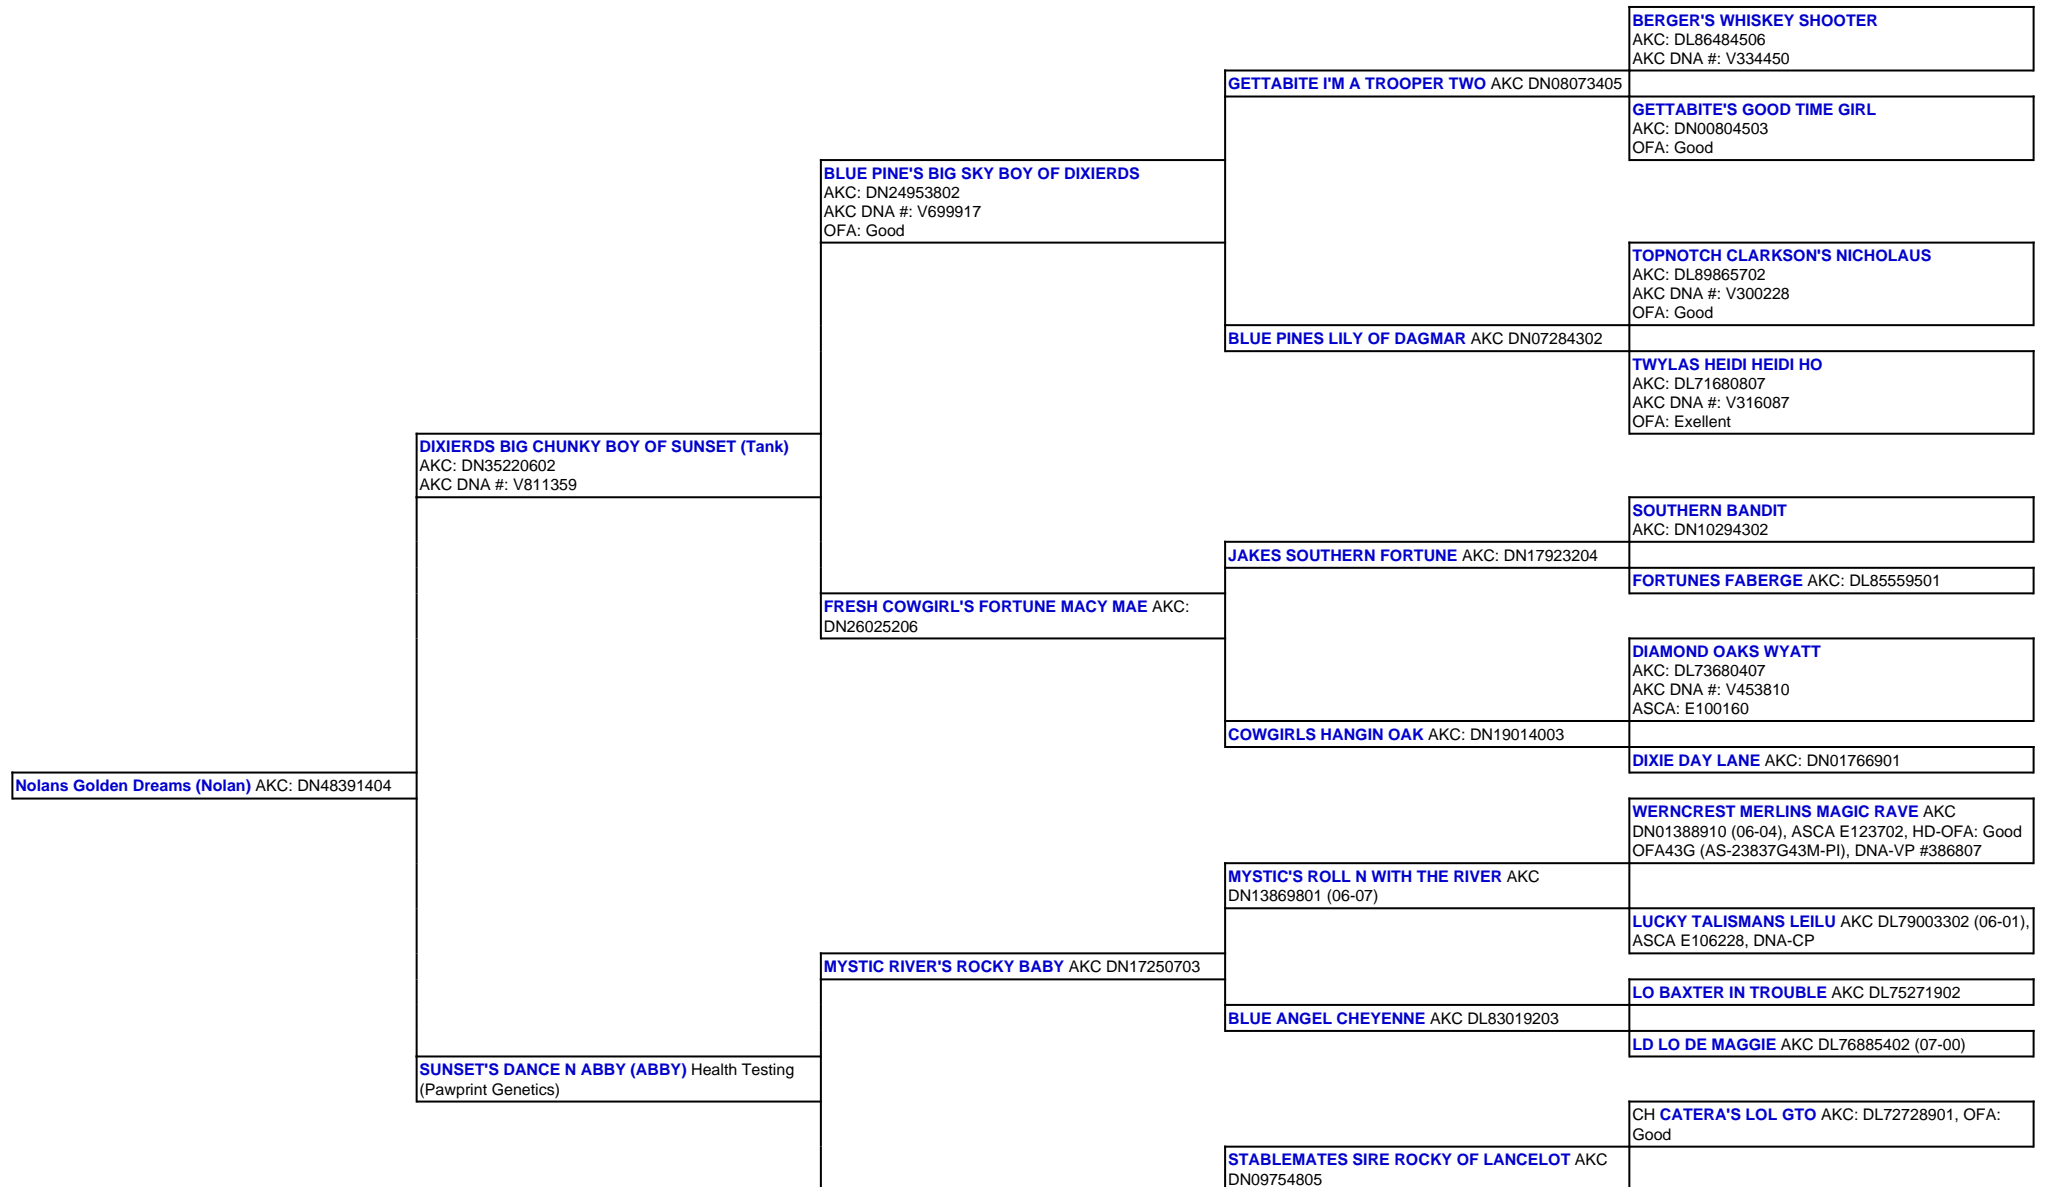 BERGER'S WHISKEY SHOOTER
AKC: DL86484506
AKC DNA #: V334450
GETTABITE I'M A TROOPER TWO AKC DN08073405
GETTABITE'S GOOD TIME GIRL
AKC: DN00804503
OFA: Good
BLUE PINE'S BIG SKY BOY OF DIXIERDS
AKC: DN24953802
AKC DNA #: V699917
OFA: Good
TOPNOTCH CLARKSON'S NICHOLAUS
AKC: DL89865702
AKC DNA #: V300228
OFA: Good
BLUE PINES LILY OF DAGMAR AKC DN07284302
TWYLAS HEIDI HEIDI HO
AKC: DL71680807
AKC DNA #: V316087
OFA: Exellent
DIXIERDS BIG CHUNKY BOY OF SUNSET (Tank)
AKC: DN35220602
AKC DNA #: V811359
SOUTHERN BANDIT
AKC: DN10294302
JAKES SOUTHERN FORTUNE AKC: DN17923204
FORTUNES FABERGE AKC: DL85559501
FRESH COWGIRL'S FORTUNE MACY MAE AKC:
DN26025206
DIAMOND OAKS WYATT
AKC: DL73680407
AKC DNA #: V453810
ASCA: E100160
COWGIRLS HANGIN OAK AKC: DN19014003
DIXIE DAY LANE AKC: DN01766901
Nolans Golden Dreams (Nolan) AKC: DN48391404
WERNCREST MERLINS MAGIC RAVE AKC
DN01388910 (06-04), ASCA E123702, HD-OFA: Good
OFA43G (AS-23837G43M-PI), DNA-VP #386807
MYSTIC'S ROLL N WITH THE RIVER AKC
DN13869801 (06-07)
LUCKY TALISMANS LEILU AKC DL79003302 (06-01),
ASCA E106228, DNA-CP
MYSTIC RIVER'S ROCKY BABY AKC DN17250703
LO BAXTER IN TROUBLE AKC DL75271902
BLUE ANGEL CHEYENNE AKC DL83019203
LD LO DE MAGGIE AKC DL76885402 (07-00)
SUNSET'S DANCE N ABBY (ABBY) Health Testing
(Pawprint Genetics)
CH CATERA'S LOL GTO AKC: DL72728901, OFA:
Good
STABLEMATES SIRE ROCKY OF LANCELOT AKC
DN09754805